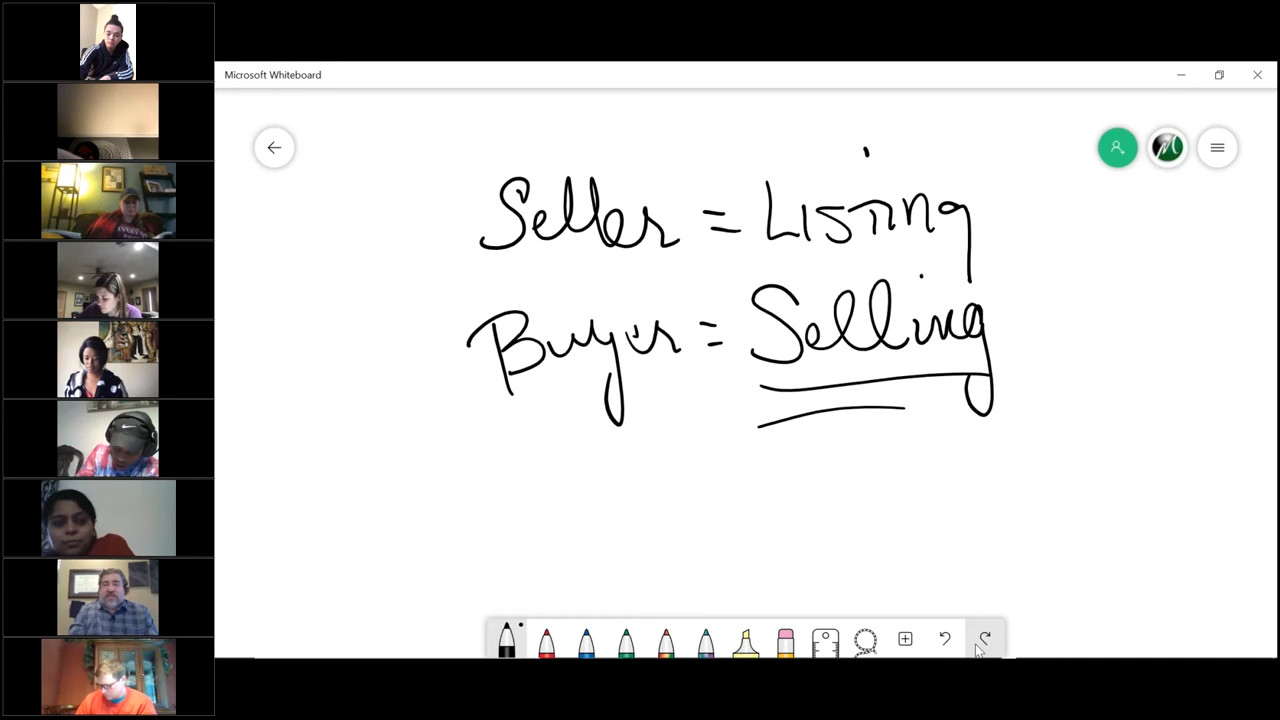 Microsoft Whiteboard
Seller = Listing
Buyer = Selling